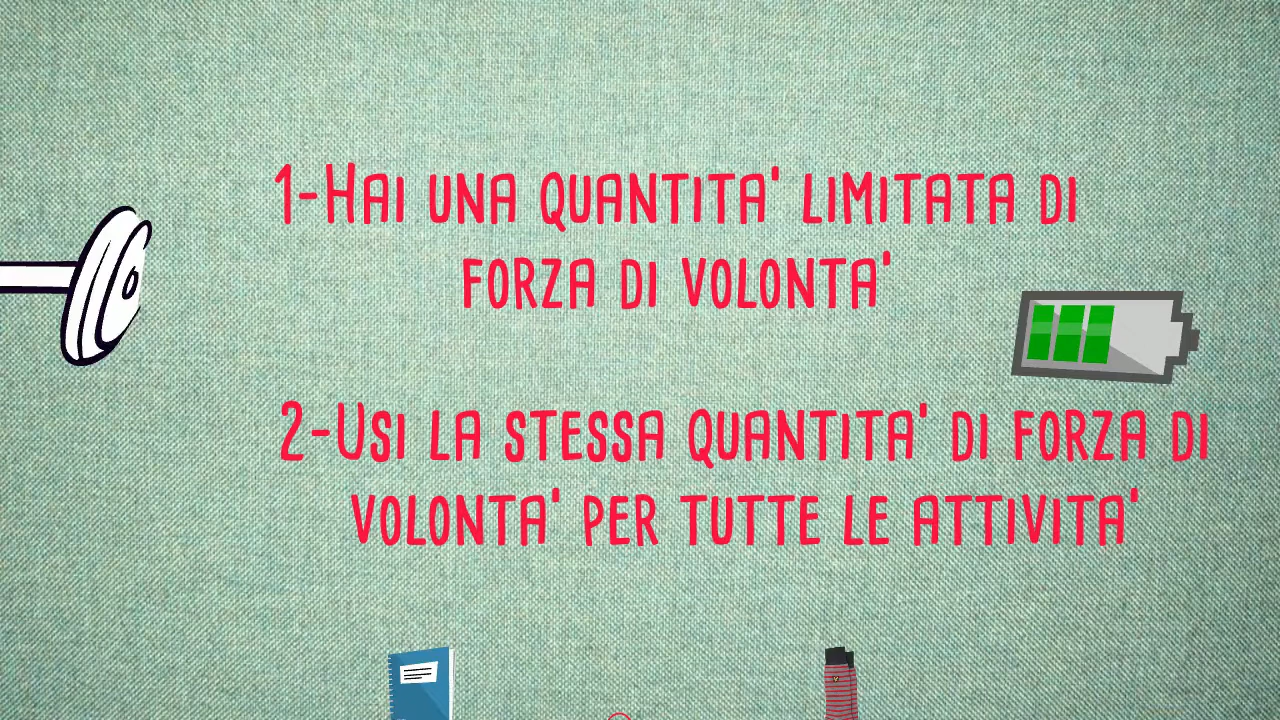 1-Hai una quantita' limitata di
forza di volonta'
2-Usi la stessa quantita' di forza di
volonta' per tutte le attivita'